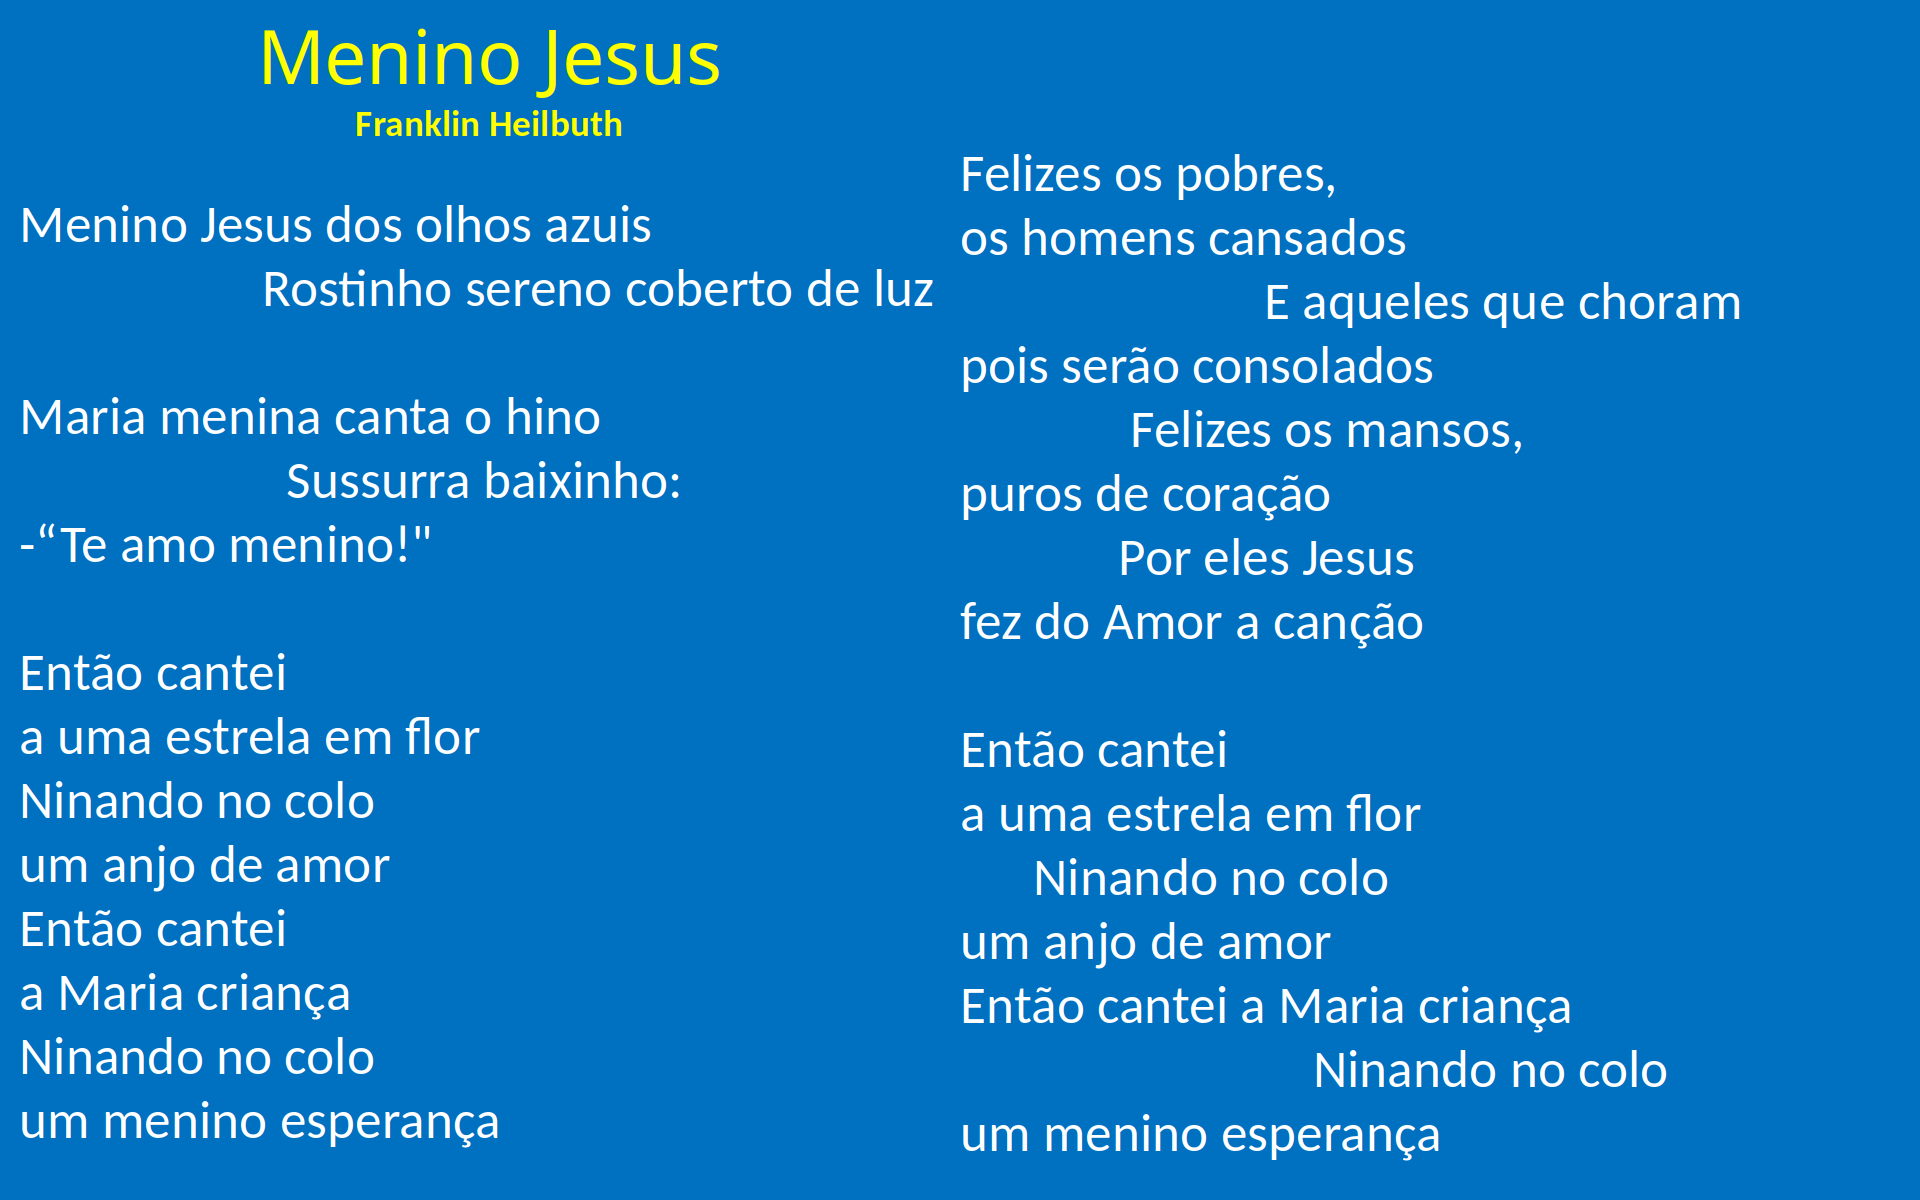 Menino Jesus
Franklin Heilbuth
Menino Jesus dos olhos azuis
Rostinho sereno coberto de luz
Maria menina canta o hino
Sussurra baixinho:
-“Te amo menino!"
Então cantei
a uma estrela em flor
Ninando no colo
um anjo de amor
Então cantei
a Maria criança
Ninando no colo
um menino esperança
Felizes os pobres,
os homens cansados
E aqueles que choram
pois serão consolados
Felizes os mansos,
puros de coração
Por eles Jesus
fez do Amor a canção
Então cantei
a uma estrela em flor
Ninando no colo
um anjo de amor
Então cantei a Maria criança
Ninando no colo
um menino esperança